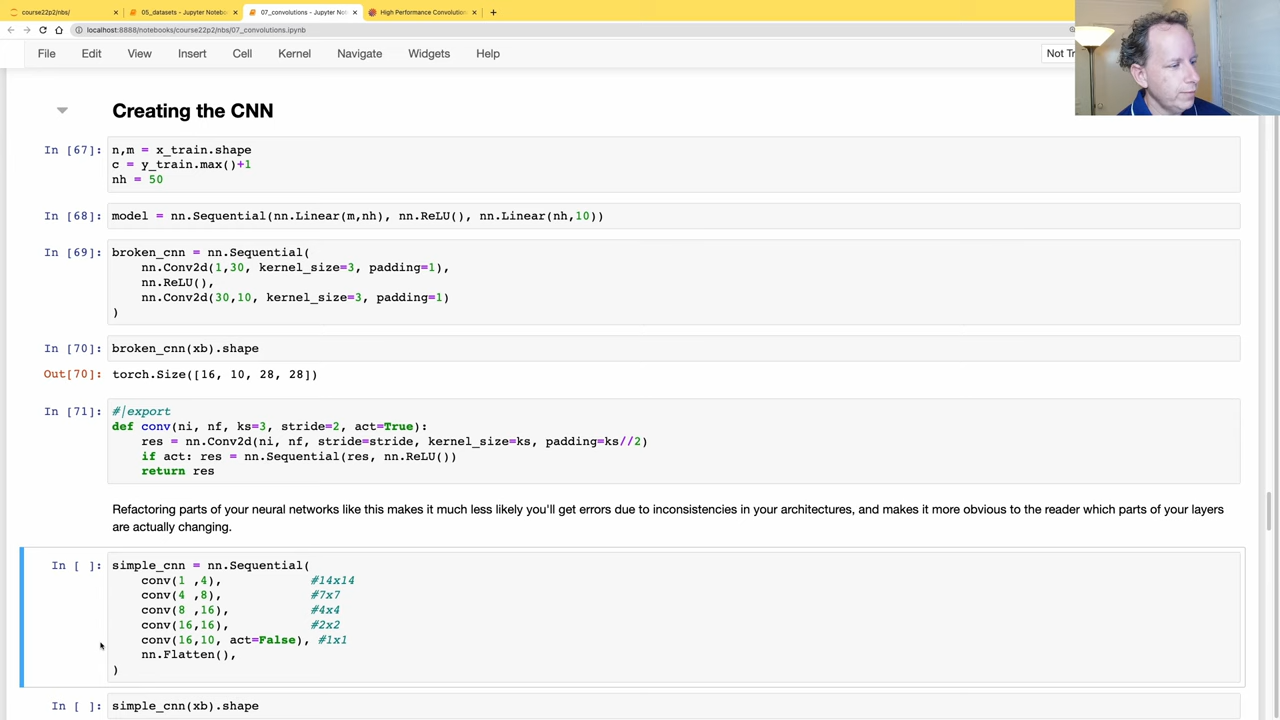 course22p2/nbs/
05_datasets - Jupyter Noteb
07_convolutions - Jupyter Not
High Performance Convolution
localhost:8888/notebooks/course22p2/nbs/07_convolutions.ipynb
File Edit View Insert Cell Kernel Navigate Widgets Help Not Tr
Creating the CNN
In [67]: n,m = x_train.shape
c = y_train.max()+1
nh = 50
In [68]: model = nn.Sequential(nn.Linear(m,nh), nn.ReLU(), nn.Linear(nh,10))
In [69]: broken_cnn = nn.Sequential(
nn.Conv2d(1,30, kernel_size=3, padding=1),
nn.ReLU(),
nn.Conv2d(30,10, kernel_size=3, padding=1)
)
In [70]: broken_cnn(xb).shape
Out[70]: torch.Size([16, 10, 28, 28])
In [71]: #|export
def conv(ni, nf, ks=3, stride=2, act=True):
res = nn.Conv2d(ni, nf, stride=stride, kernel_size=ks, padding=ks//2)
if act: res = nn.Sequential(res, nn.ReLU())
return res
Refactoring parts of your neural networks like this makes it much less likely you'll get errors due to inconsistencies in your architectures, and makes it more obvious to the reader which parts of your layers
are actually changing.
In [ ]: simple_cnn = nn.Sequential(
conv(1 ,4), #14x14
conv(4 ,8), #7x7
conv(8 ,16), #4x4
conv(16,16), #2x2
conv(16,10, act=False), #1x1
nn.Flatten(),
)
In [ ]: simple_cnn(xb).shape